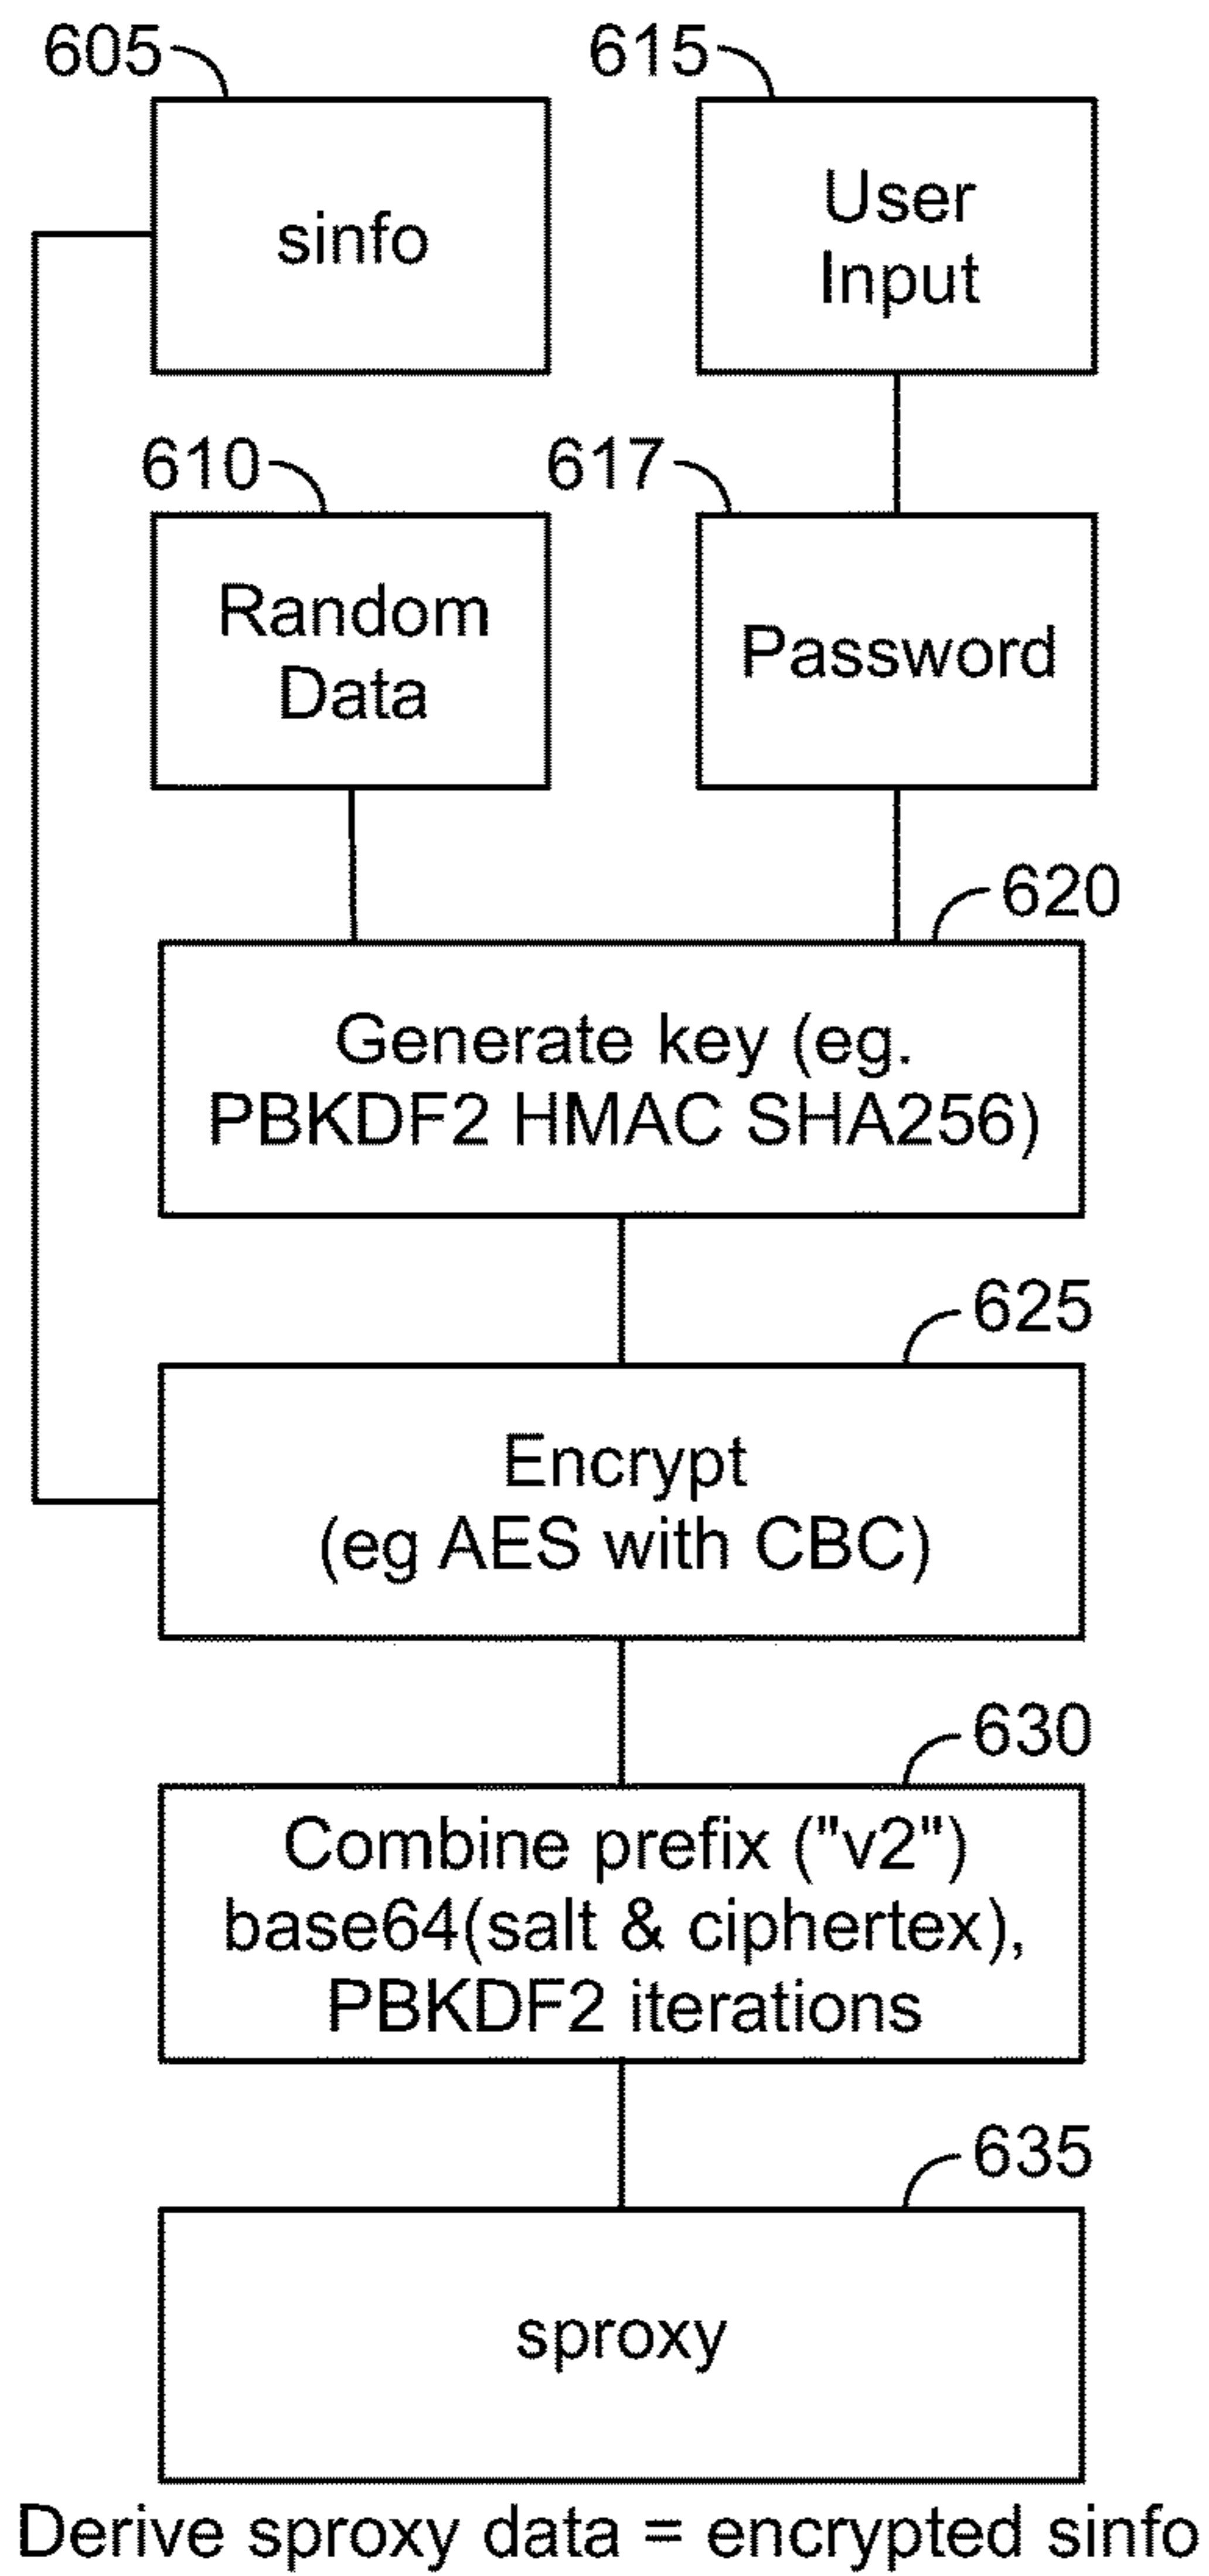 605
615
sinfo
User
Input
610
617
Random
Data
Password
620
Generate key (eg.
PBKDF2 HMAC SHA256)
625
Encrypt
(eg AES with CBC)
630
Combine prefix ("v2")
base64(salt & ciphertex),
PBKDF2 iterations
635
sproxy
Derive sproxy data = encrypted sinfo